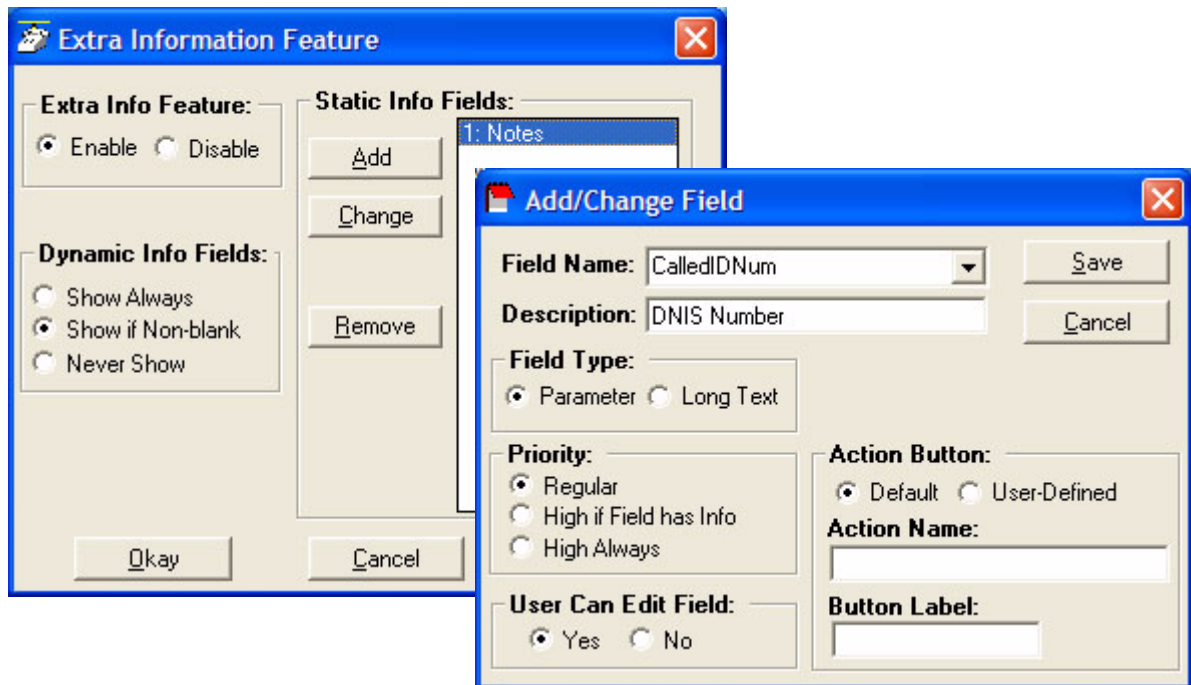 Extra Information Feature
Extra Info Feature:
Enable Disable
Dynamic Info Fields:
Show Always
Show if Non-blank
Never Show
Static Info Fields:
Add
Change
Remove
1: Notes
Okay
Cancel
Add/Change Field
Field Name: CalledIDNum
Description: DNIS Number
Save
Cancel
Field Type:
Parameter Long Text
Priority:
Regular
High if Field has Info
High Always
User Can Edit Field:
Yes No
Action Button:
Default User-Defined
Action Name:
Button Label: